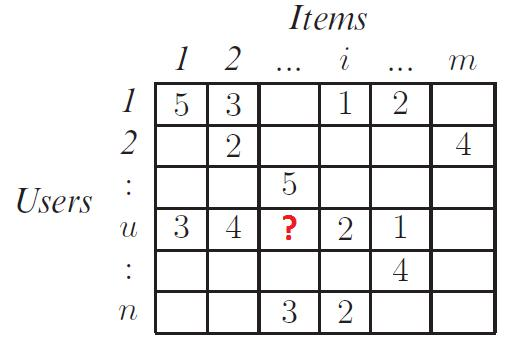 Items
1 2 ... i ... m
1 5 3 1 2
2 2 4
: 5
Users
u 3 4 ? 2 1
: 4
n 3 2